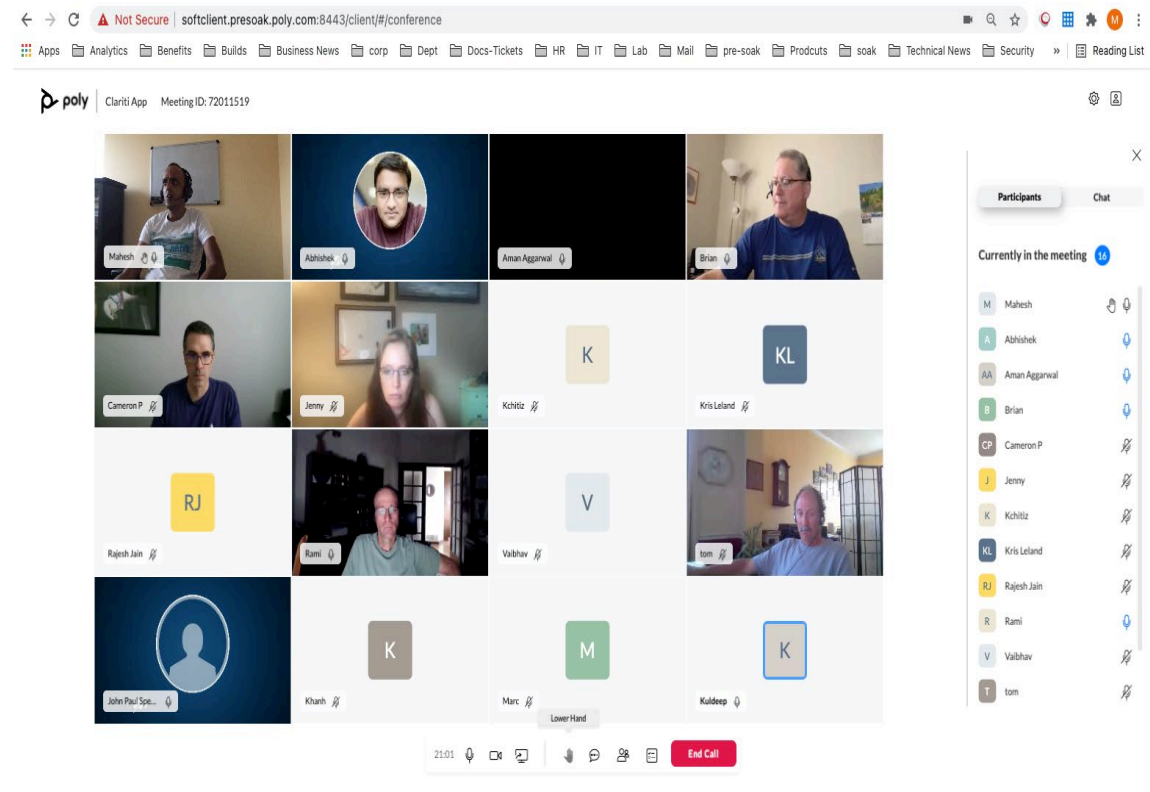 Not Secure softclient.presoak.poly.com:8443/client/#/conference M
Apps Analytics Benefits Builds Business News corp Dept Docs-Tickets HR IT Lab Mail pre-soak Prodcuts soak Technical News Security » Reading List
poly Clariti App Meeting ID: 72011519
Mahesh
Abhishek
Aman Aggarwal
Brian
Cameron P
Jenny
K
Kchitiz
KL
Kris Leland
RJ
Rajesh Jain
Rami
V
Vaibhav
tom
John Paul Spe...
K
Khanh
M
Marc
K
Kuldeep
Lower Hand
21:01 End Call
Participants Chat
Currently in the meeting 16
M Mahesh
A Abhishek
AA Aman Aggarwal
B Brian
CP Cameron P
J Jenny
K Kchitiz
KL Kris Leland
RJ Rajesh Jain
R Rami
V Vaibhav
T tom